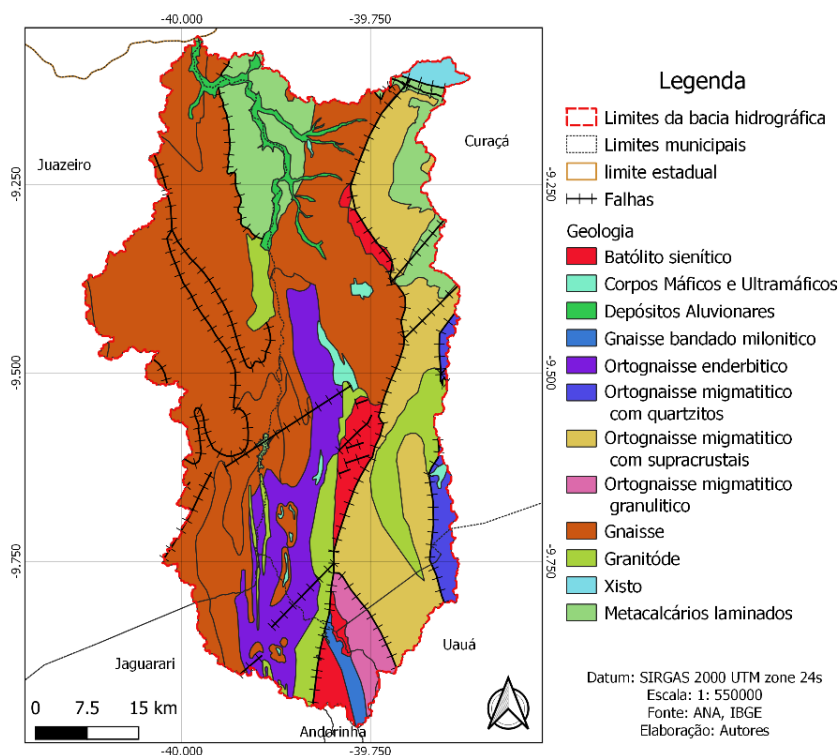 -40.000
-39.750
Juazeiro
Curaçá
-9.250
-9.250
-9.500
-9.500
-9.750
-9.750
Jaguarari
Uauá
Andorinha
0 7.5 15 km
-40.000
-39.750
Legenda
Limites da bacia hidrográfica
Limites municipais
limite estadual
Falhas
Geologia
Batólito sienítico
Corpos Máficos e Ultramáficos
Depósitos Aluvionares
Gnaisse bandado milonitico
Ortognaisse enderbitico
Ortognaisse migmatitico
com quartzitos
Ortognaisse migmatitico
com supracrustais
Ortognaisse migmatitico
granulitico
Gnaisse
Granitóde
Xisto
Metacalcários laminados
Datum: SIRGAS 2000 UTM zone 24s
Escala: 1: 550000
Fonte: ANA, IBGE
Elaboração: Autores